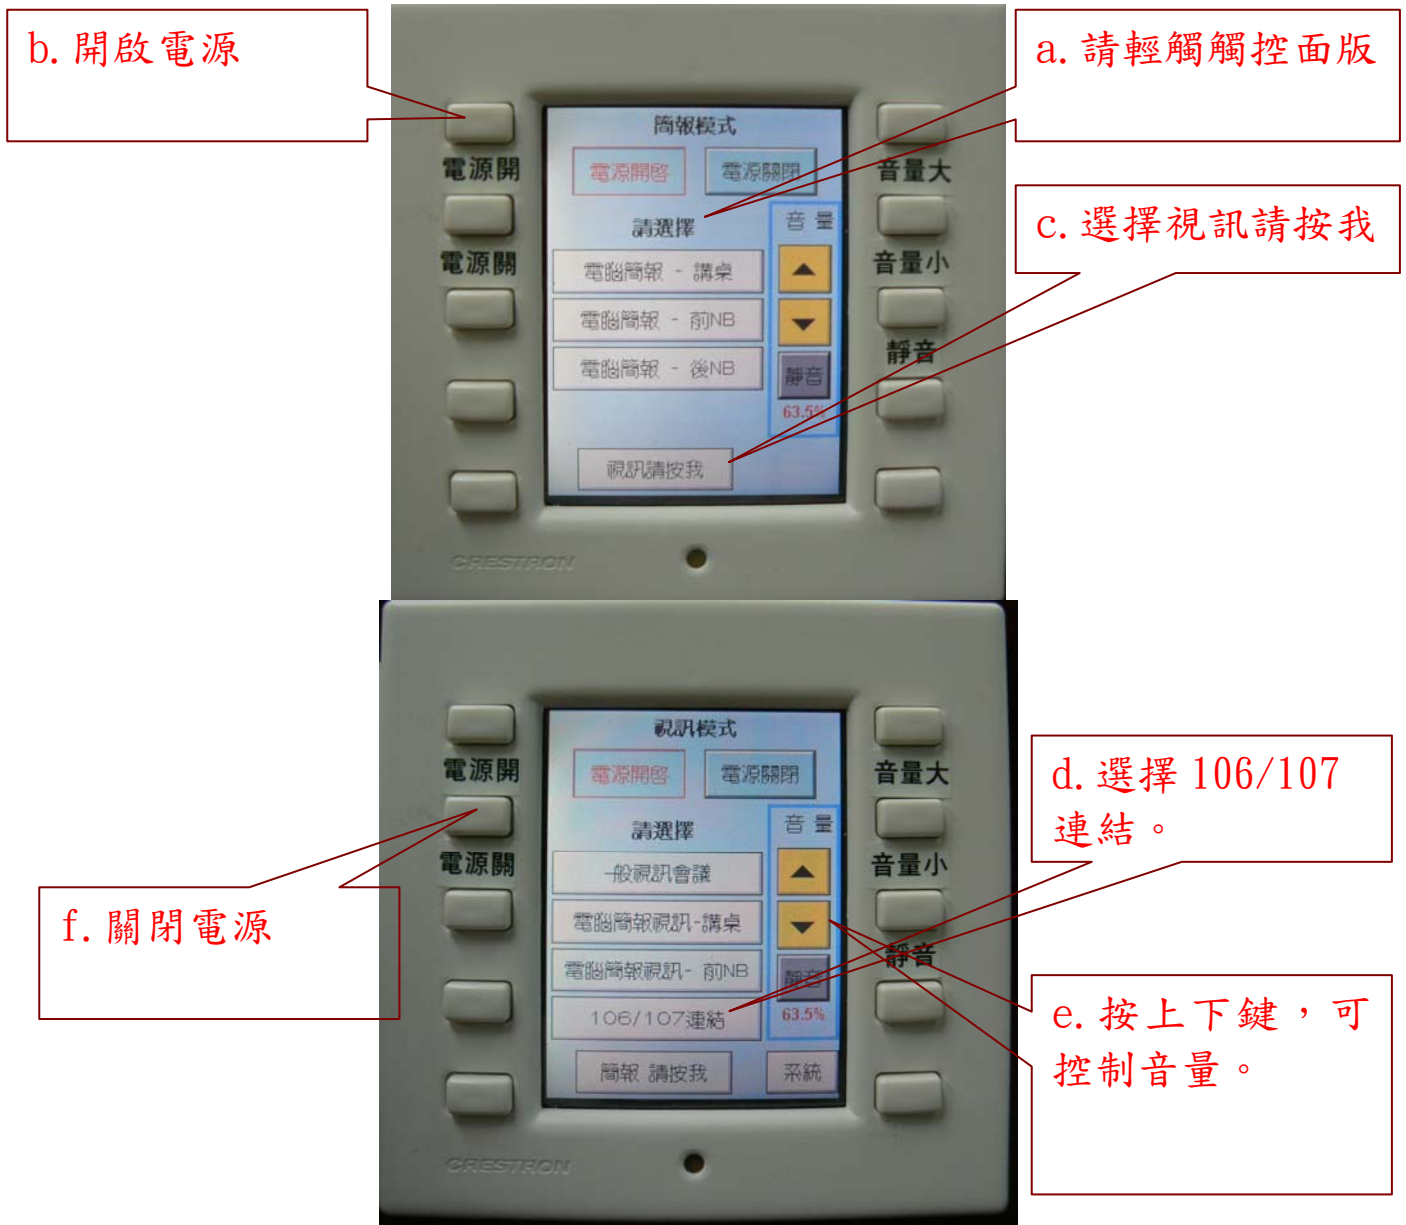 b. 開啟電源
a. 請輕觸觸控面版
c. 選擇視訊請按我
簡報模式
電源開啓
電源關閉
請選擇
音 量
電腦簡報 - 講桌
電腦簡報 - 前NB
電腦簡報 - 後NB
靜音
63.5%
視訊請按我
電源開
電源關
音量大
音量小
靜音
CRESTRON
視訊模式
電源開啓
電源關閉
請選擇
音 量
一般視訊會議
電腦簡報視訊-講桌
電腦簡報視訊- 前NB
106/107連結
靜音
63.5%
簡報 請按我
系統
電源開
電源關
音量大
音量小
靜音
CRESTRON
d. 選擇 106/107
連結。
e. 按上下鍵，可
控制音量。
f. 關閉電源